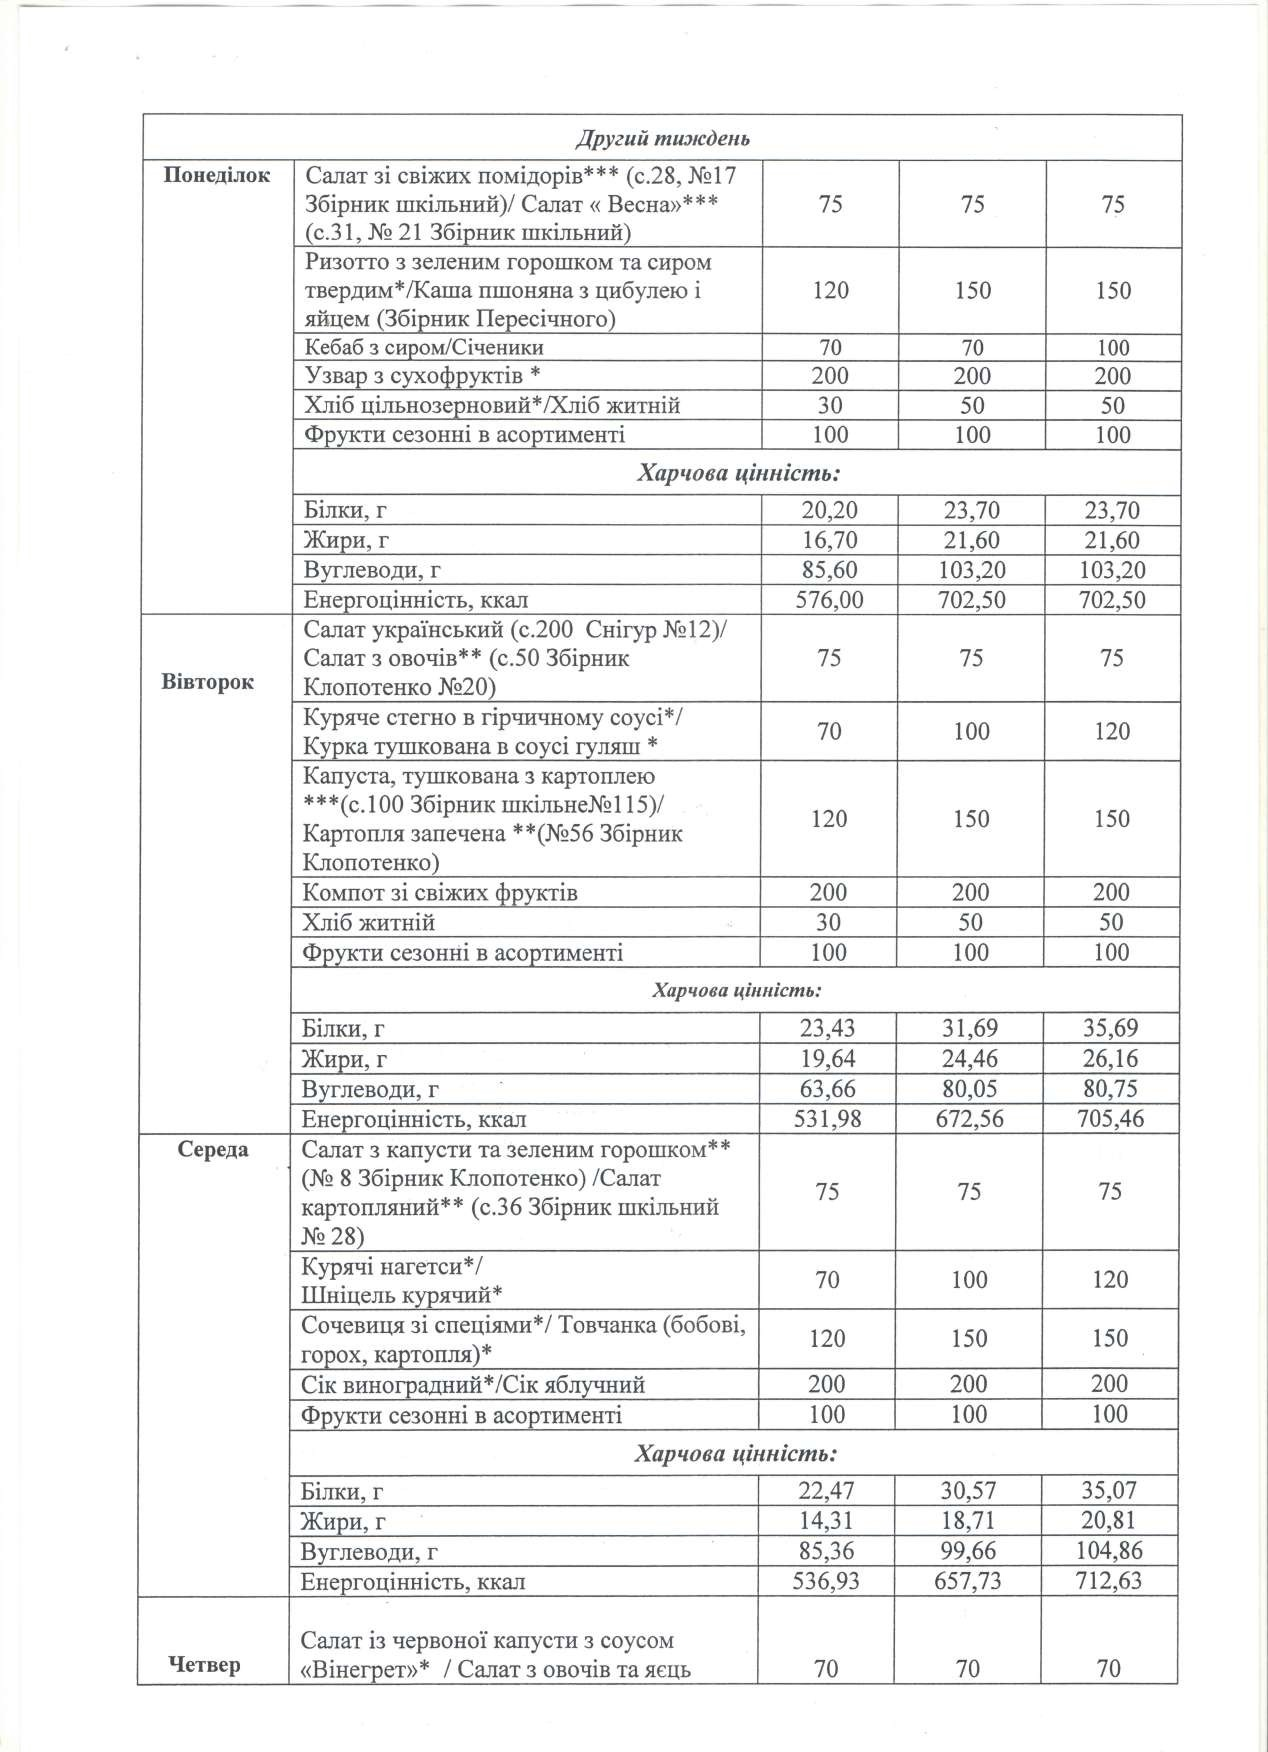 Другий тиждень
Понеділок
Салат зі свіжих помідорів*** (с.28, №17
Збірник шкільний)/ Салат « Весна»***
(с.31, № 21 Збірник шкільний)
75 75 75
Ризотто з зеленим горошком та сиром
твердим*/Каша пшоняна з цибулею і
яйцем (Збірник Пересічного)
120 150 150
Кебаб з сиром/Січеники 70 70 100
Узвар з сухофруктів * 200 200 200
Хліб цільнозерновий*/Хліб житній 30 50 50
Фрукти сезонні в асортименті 100 100 100
Харчова цінність:
Білки, г 20,20 23,70 23,70
Жири, г 16,70 21,60 21,60
Вуглеводи, г 85,60 103,20 103,20
Енергоцінність, ккал 576,00 702,50 702,50
Вівторок
Салат український (с.200 Снігур №12)/
Салат з овочів** (с.50 Збірник
Клопотенко №20)
75 75 75
Куряче стегно в гірчичному соусі*/
Курка тушкована в соусі гуляш *
70 100 120
Капуста, тушкована з картоплею
***(с.100 Збірник шкільне№115)/
Картопля запечена **(№56 Збірник
Клопотенко)
120 150 150
Компот зі свіжих фруктів 200 200 200
Хліб житній 30 50 50
Фрукти сезонні в асортименті 100 100 100
Харчова цінність:
Білки, г 23,43 31,69 35,69
Жири, г 19,64 24,46 26,16
Вуглеводи, г 63,66 80,05 80,75
Енергоцінність, ккал 531,98 672,56 705,46
Середа
Салат з капусти та зеленим горошком**
(№ 8 Збірник Клопотенко) /Салат
картопляний** (с.36 Збірник шкільний
№ 28)
75 75 75
Курячі нагетси*/
Шніцель курячий*
70 100 120
Сочевиця зі спеціями*/ Товчанка (бобові,
горох, картопля)*
120 150 150
Сік виноградний*/Сік яблучний 200 200 200
Фрукти сезонні в асортименті 100 100 100
Харчова цінність:
Білки, г 22,47 30,57 35,07
Жири, г 14,31 18,71 20,81
Вуглеводи, г 85,36 99,66 104,86
Енергоцінність, ккал 536,93 657,73 712,63
Четвер
Салат із червоної капусти з соусом
«Вінегрет»* / Салат з овочів та яєць
70 70 70